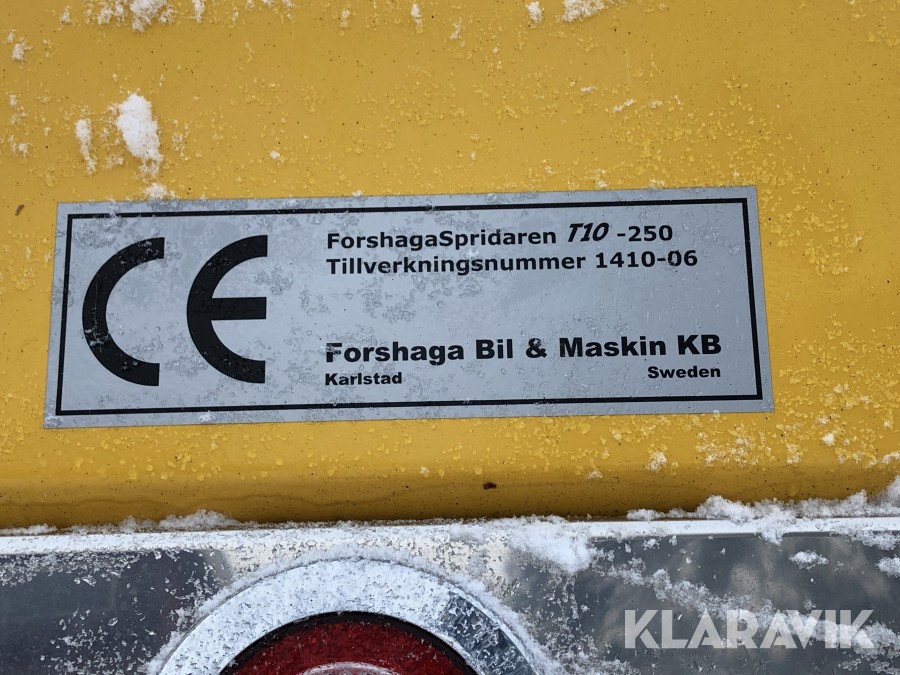 CE
ForshagaSpridaren T10 -250
Tillverkningsnummer 1410-06
Forshaga Bil & Maskin KB
Karlstad Sweden
KLARAVIK